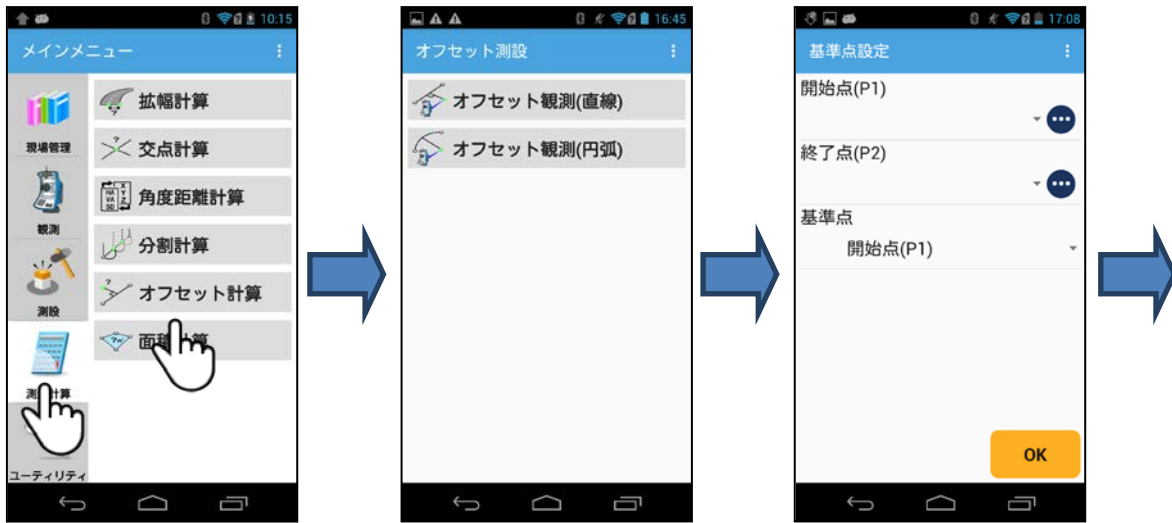 10:15
メインメニュー
現場管理
観測
測設
ユーティリティ
拡幅計算
交点計算
角度距離計算
分割計算
オフセット計算
16:45
オフセット測設
オフセット観測(直線)
オフセット観測(円弧)
17:08
基準点設定
開始点(P1)
終了点(P2)
基準点
開始点(P1)
OK